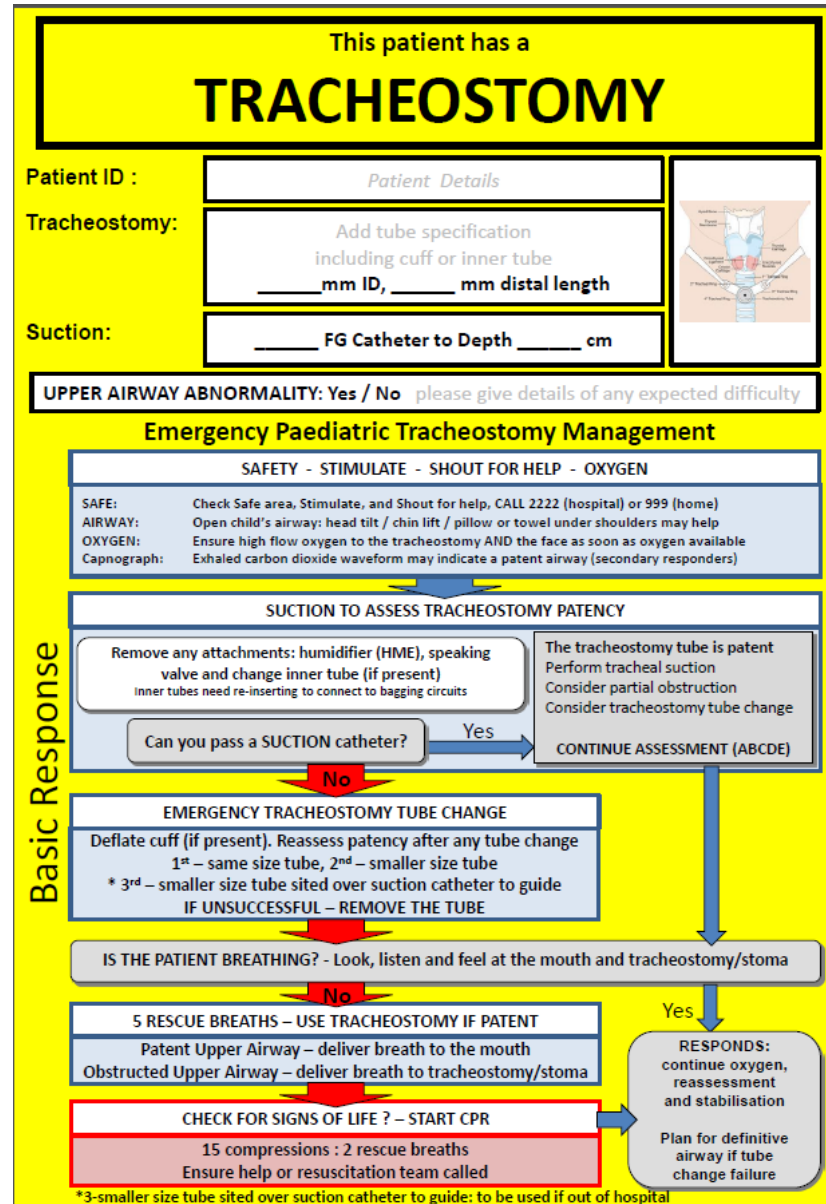 This patient has a
TRACHEOSTOMY
Patient ID :
Patient Details
Tracheostomy:
Add tube specification
including cuff or inner tube
______mm ID, ______ mm distal length
Suction:
______ FG Catheter to Depth ______ cm
UPPER AIRWAY ABNORMALITY: Yes / No please give details of any expected difficulty
Emergency Paediatric Tracheostomy Management
Basic Response
SAFETY - STIMULATE - SHOUT FOR HELP - OXYGEN
SAFE: Check Safe area, Stimulate, and Shout for help, CALL 2222 (hospital) or 999 (home)
AIRWAY: Open child's airway: head tilt / chin lift / pillow or towel under shoulders may help
OXYGEN: Ensure high flow oxygen to the tracheostomy AND the face as soon as oxygen available
Capnograph: Exhaled carbon dioxide waveform may indicate a patent airway (secondary responders)
SUCTION TO ASSESS TRACHEOSTOMY PATENCY
Remove any attachments: humidifier (HME), speaking
valve and change inner tube (if present)
Inner tubes need re-inserting to connect to bagging circuits
Can you pass a SUCTION catheter?
Yes
The tracheostomy tube is patent
Perform tracheal suction
Consider partial obstruction
Consider tracheostomy tube change
CONTINUE ASSESSMENT (ABCDE)
No
EMERGENCY TRACHEOSTOMY TUBE CHANGE
Deflate cuff (if present). Reassess patency after any tube change
1st – same size tube, 2nd – smaller size tube
* 3rd – smaller size tube sited over suction catheter to guide
IF UNSUCCESSFUL – REMOVE THE TUBE
IS THE PATIENT BREATHING? - Look, listen and feel at the mouth and tracheostomy/stoma
No
Yes
5 RESCUE BREATHS – USE TRACHEOSTOMY IF PATENT
Patent Upper Airway – deliver breath to the mouth
Obstructed Upper Airway – deliver breath to tracheostomy/stoma
CHECK FOR SIGNS OF LIFE ? – START CPR
15 compressions : 2 rescue breaths
Ensure help or resuscitation team called
RESPONDS:
continue oxygen,
reassessment
and stabilisation
Plan for definitive
airway if tube
change failure
*3-smaller size tube sited over suction catheter to guide: to be used if out of hospital